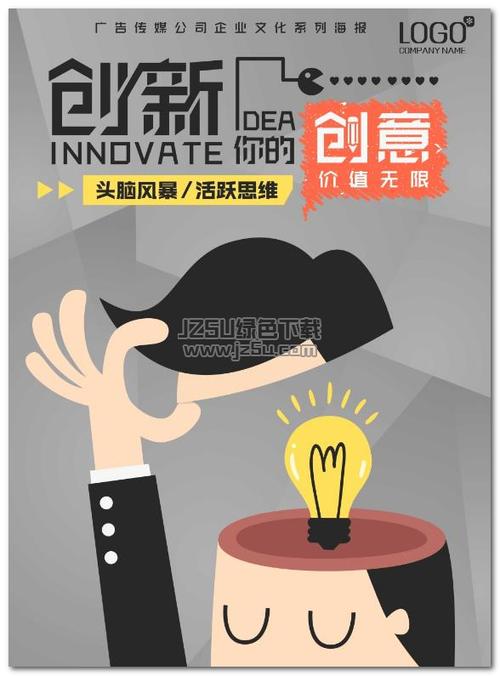 广告传媒公司企业文化系列海报
LOGO
COMPANY NAME
创新
IDEA
INNOVATE
你的
创意
价值无限
头脑风暴/活跃思维
JZ5U绿色下载
www.jz5u.com